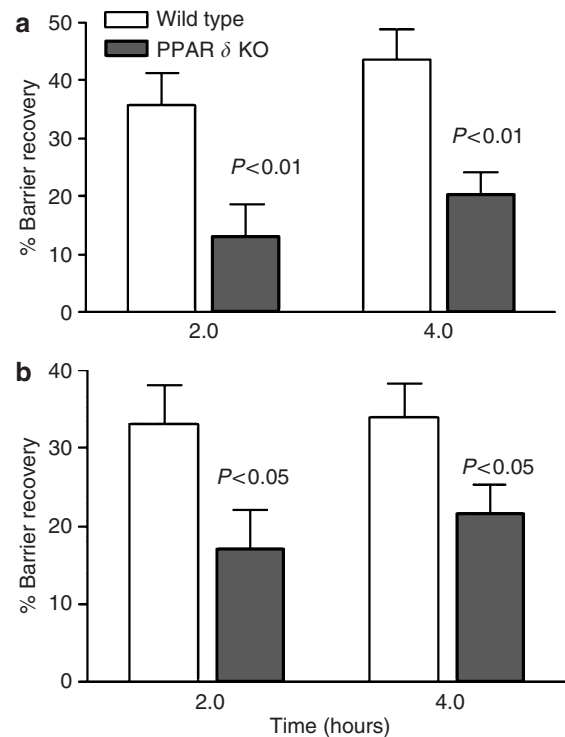 a
Wild type
PPAR δ KO
% Barrier recovery
50
40
30
20
10
0
P<0.01
P<0.01
2.0
4.0
b
% Barrier recovery
40
30
20
10
0
P<0.05
P<0.05
2.0
4.0
Time (hours)